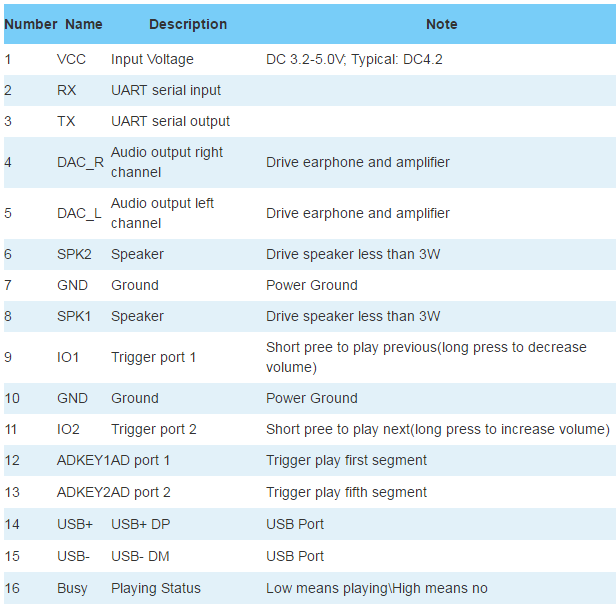 Number Name Description Note
1 VCC Input Voltage DC 3.2-5.0V; Typical: DC4.2
2 RX UART serial input
3 TX UART serial output
4 DAC_R Audio output right channel Drive earphone and amplifier
5 DAC_L Audio output left channel Drive earphone and amplifier
6 SPK2 Speaker Drive speaker less than 3W
7 GND Ground Power Ground
8 SPK1 Speaker Drive speaker less than 3W
9 IO1 Trigger port 1 Short pree to play previous(long press to decrease volume)
10 GND Ground Power Ground
11 IO2 Trigger port 2 Short pree to play next(long press to increase volume)
12 ADKEY1 AD port 1 Trigger play first segment
13 ADKEY2 AD port 2 Trigger play fifth segment
14 USB+ USB+ DP USB Port
15 USB- USB- DM USB Port
16 Busy Playing Status Low means playing\High means no